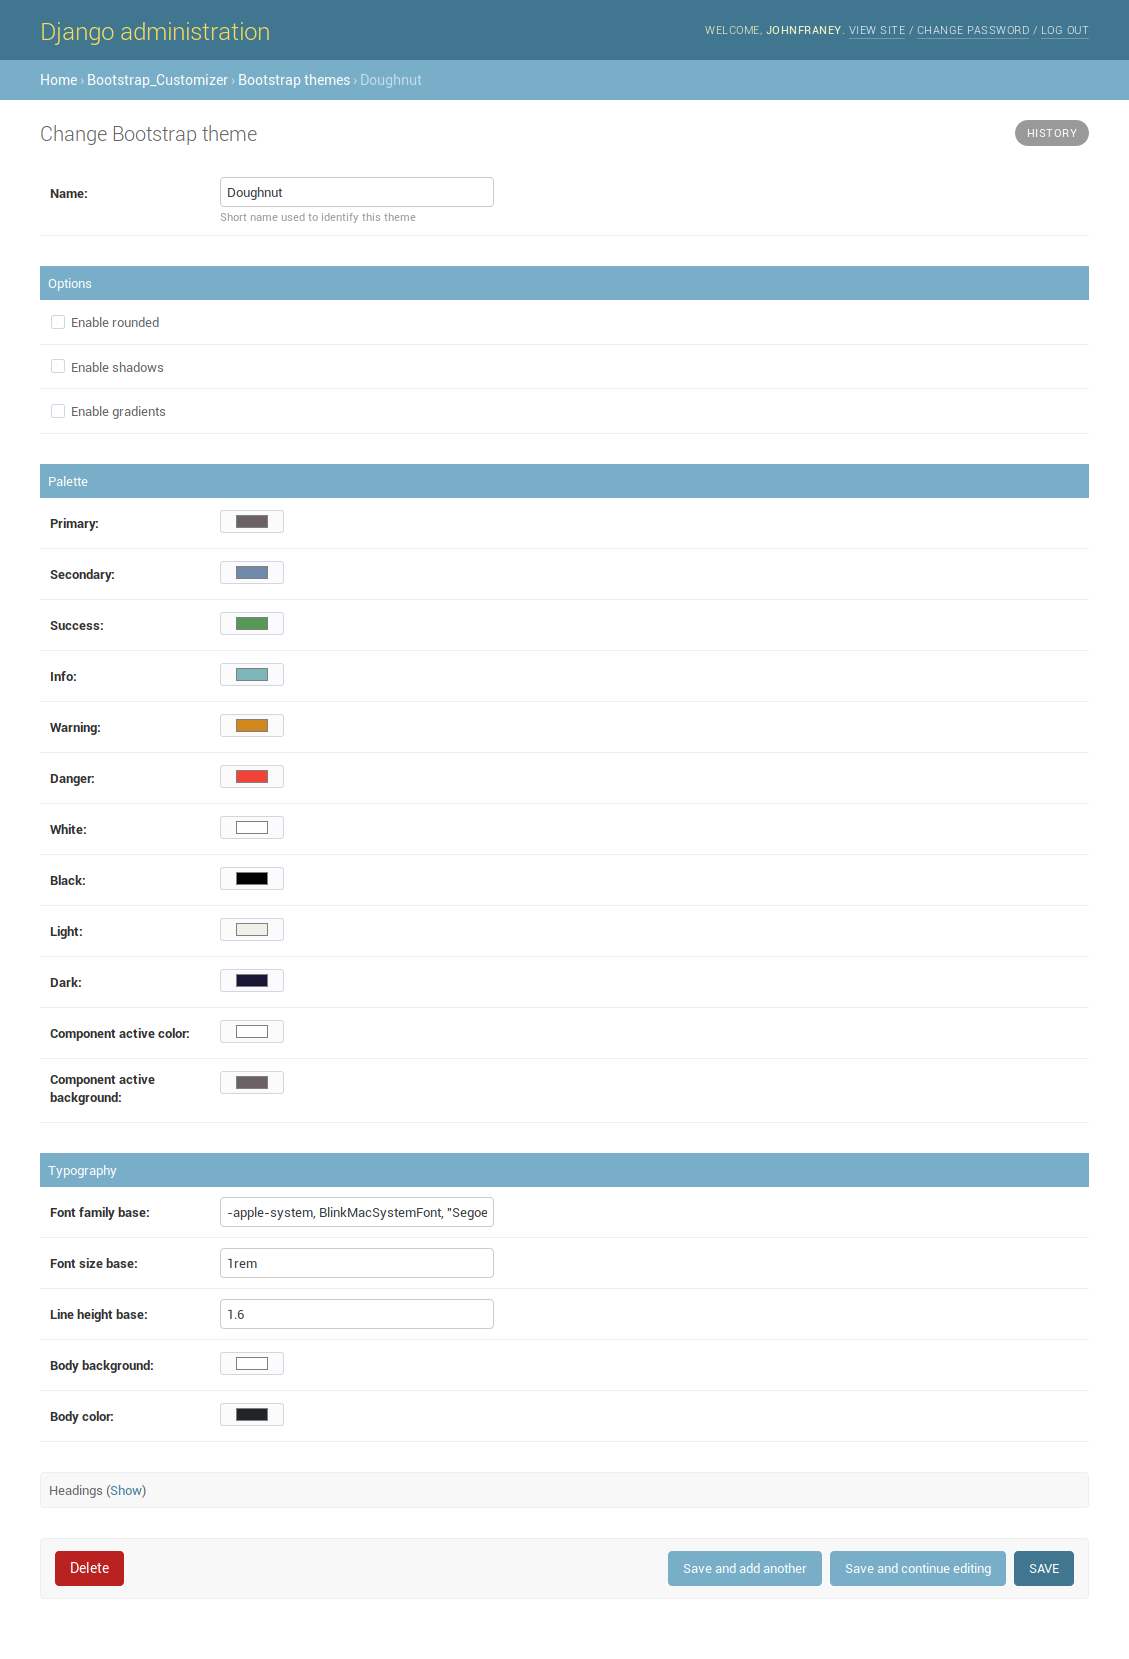 Django administration
WELCOME, JOHNFRANEY. VIEW SITE / CHANGE PASSWORD / LOG OUT
Home › Bootstrap_Customizer › Bootstrap themes › Doughnut
Change Bootstrap theme
HISTORY
Name:
Doughnut
Short name used to identify this theme
Options
Enable rounded
Enable shadows
Enable gradients
Palette
Primary:
Secondary:
Success:
Info:
Warning:
Danger:
White:
Black:
Light:
Dark:
Component active color:
Component active
background:
Typography
Font family base:
-apple-system, BlinkMacSystemFont, "Segoe
Font size base:
1rem
Line height base:
1.6
Body background:
Body color:
Headings (Show)
Delete
Save and add another
Save and continue editing
SAVE